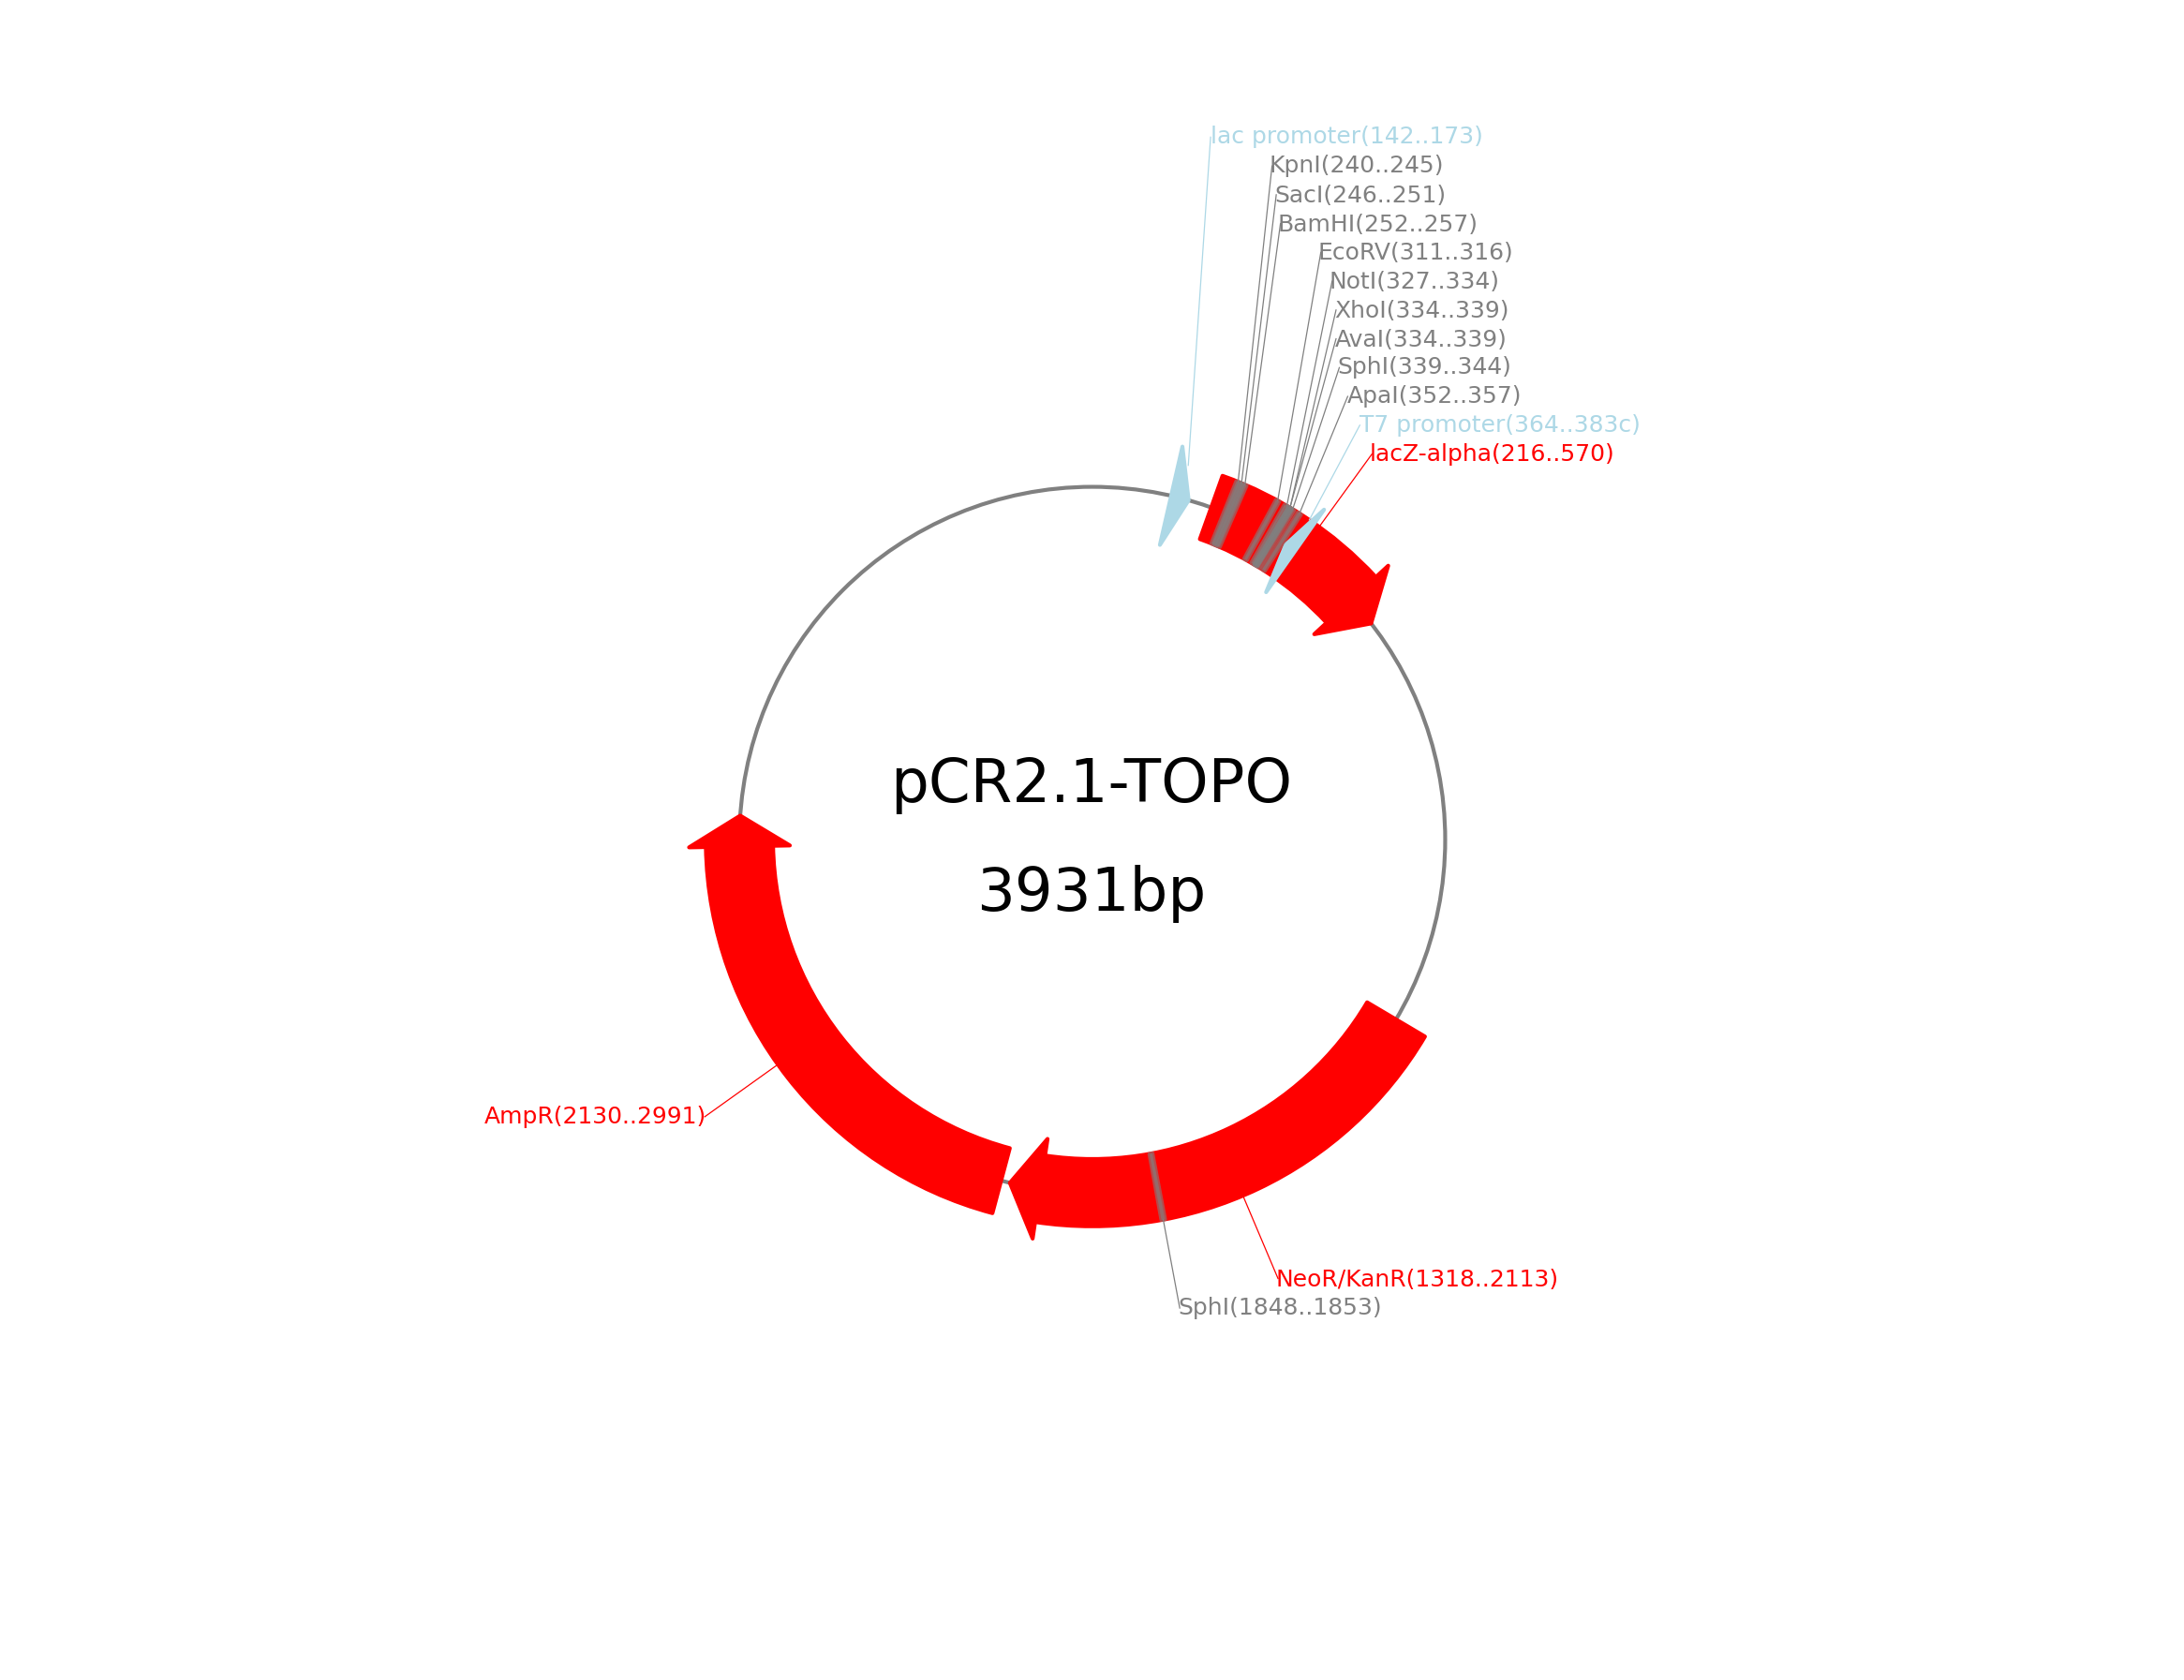 lac promoter(142..173)
KpnI(240..245)
SacI(246..251)
BamHI(252..257)
EcoRV(311..316)
NotI(327..334)
XhoI(334..339)
AvaI(334..339)
SphI(339..344)
ApaI(352..357)
T7 promoter(364..383c)
lacZ-alpha(216..570)
pCR2.1-TOPO
3931bp
AmpR(2130..2991)
NeoR/KanR(1318..2113)
SphI(1848..1853)